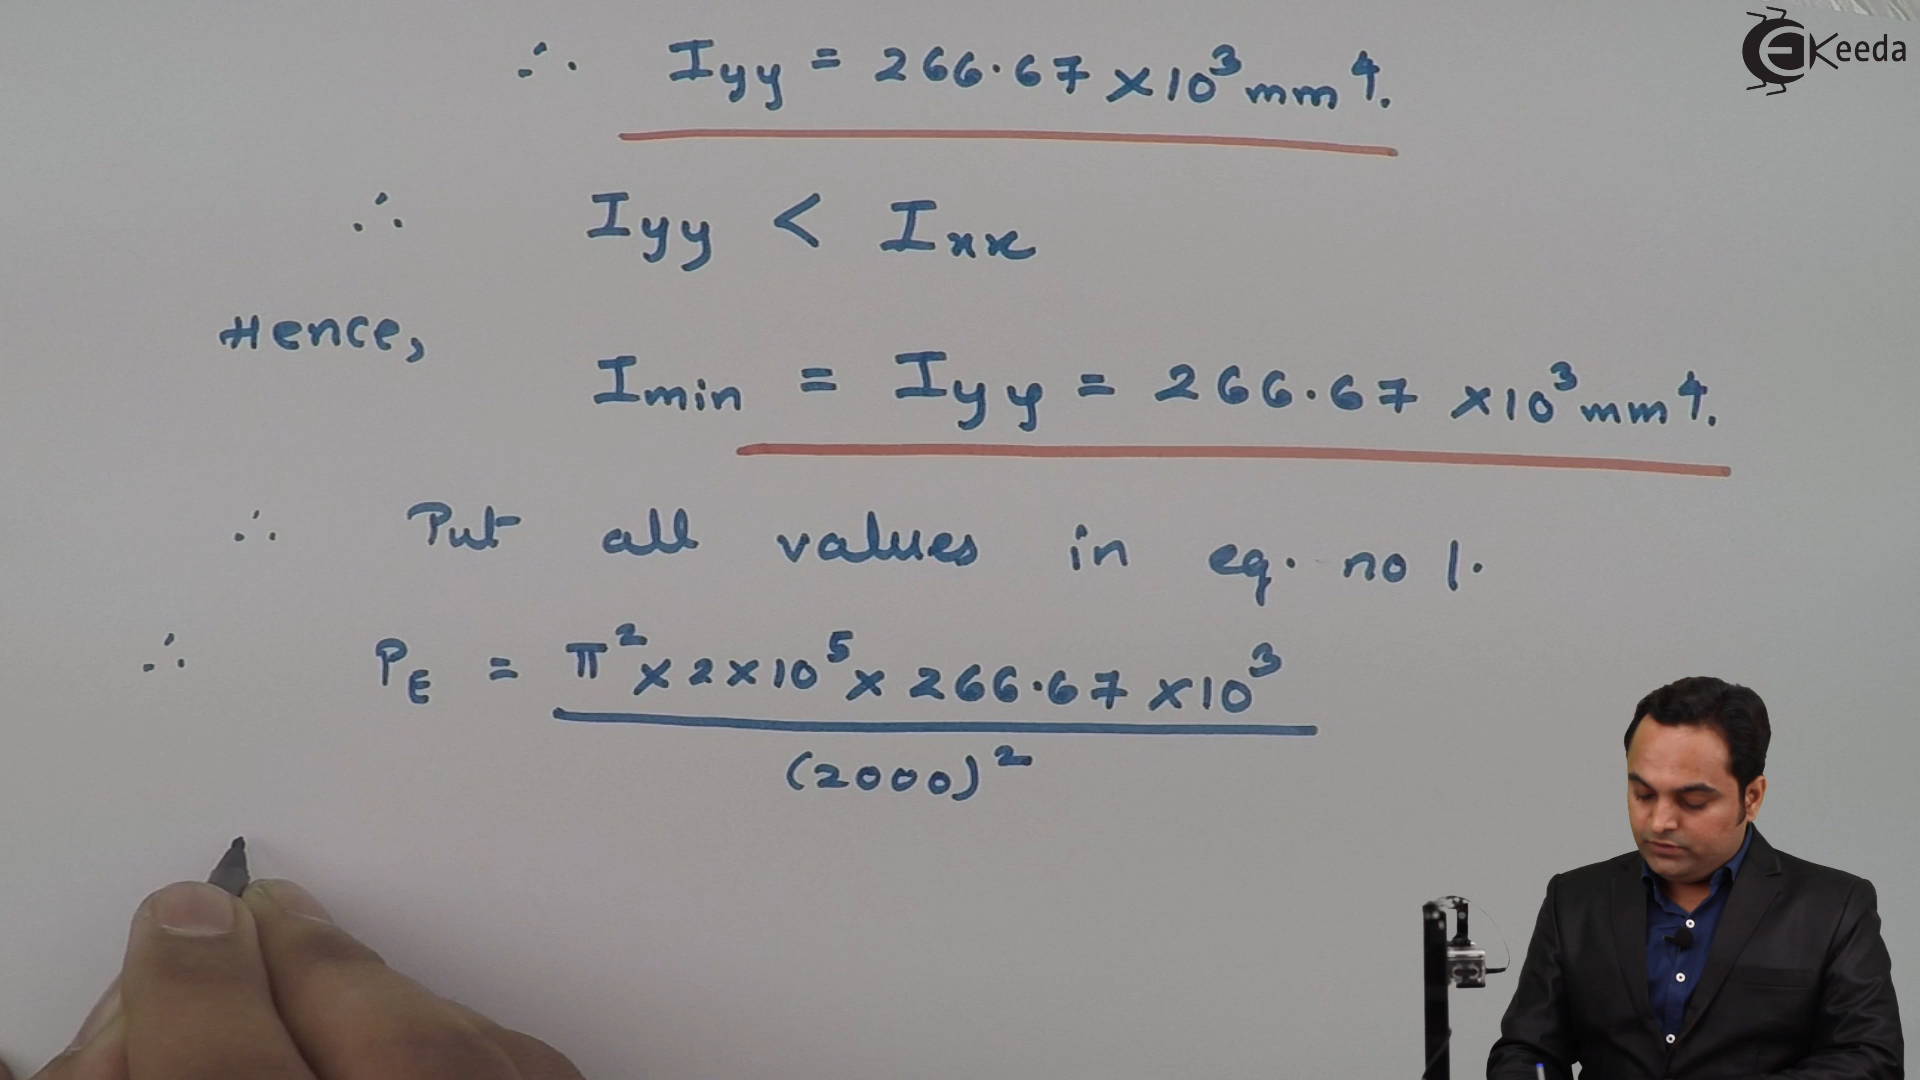 EKeeda
∴ Iyy = 266.67 ×10³ mm⁴.
∴ Iyy < Ixx
Hence,
Imin = Iyy = 266.67 ×10³ mm⁴.
∴ Put all values in eq. no 1.
∴ PE = π² × 2×10⁵ × 266.67 ×10³
(2000)²